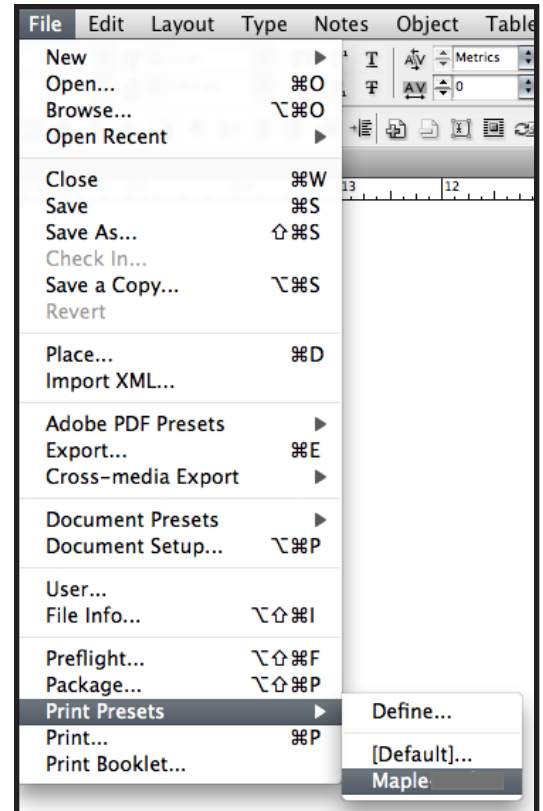 File Edit Layout Type Notes Object Table
New
Open... ⌘O
Browse... ⌥⌘O
Open Recent
Close ⌘W
Save ⌘S
Save As... ⇧⌘S
Check In...
Save a Copy... ⌥⌘S
Revert
Place... ⌘D
Import XML...
Adobe PDF Presets
Export... ⌘E
Cross-media Export
Document Presets
Document Setup... ⌥⌘P
User...
File Info... ⌥⇧⌘I
Preflight... ⌥⇧⌘F
Package... ⌥⇧⌘P
Print Presets
Print... ⌘P
Print Booklet...
Define...
[Default]...
Maple-
T Metrics
T 0
13 12